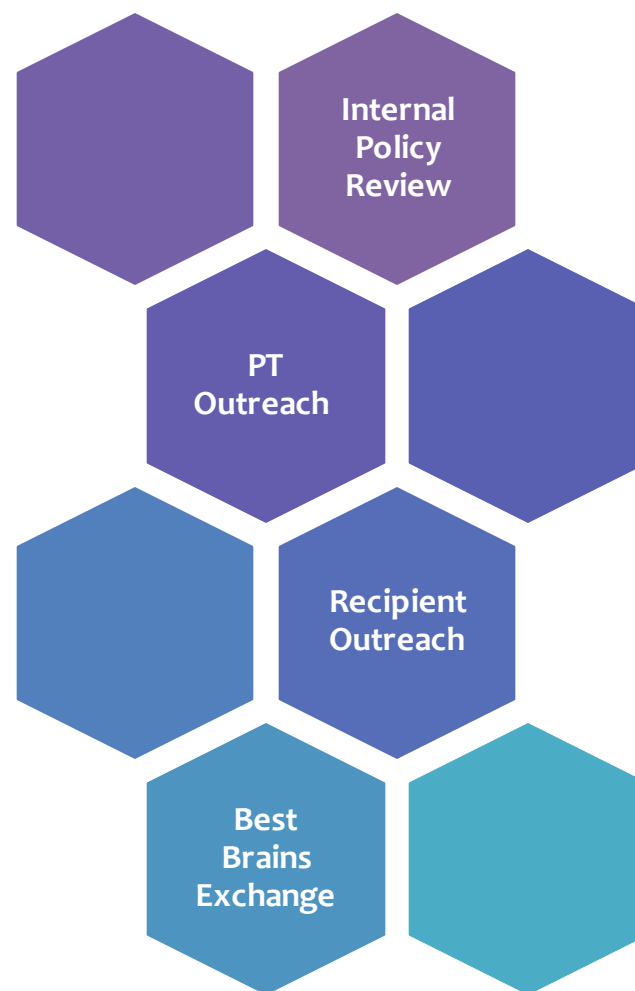 Internal
Policy
Review
PT
Outreach
Recipient
Outreach
Best
Brains
Exchange